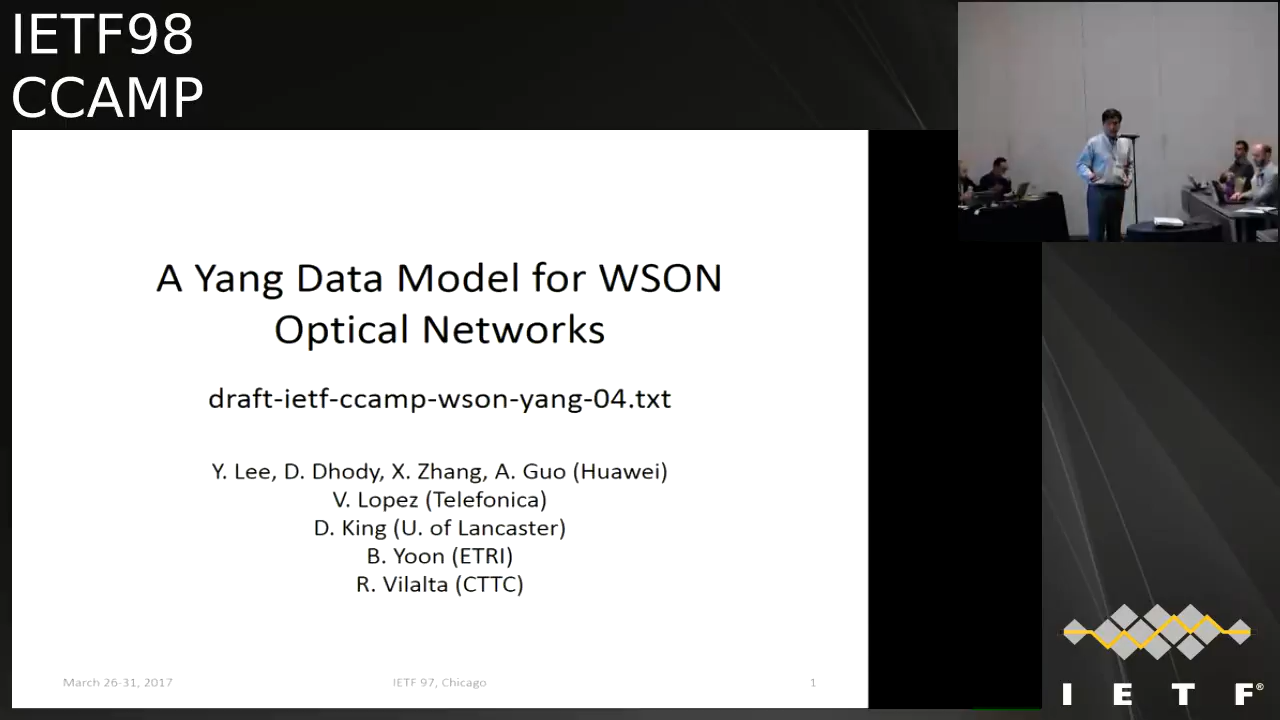 IETF98
CCAMP
A Yang Data Model for WSON
Optical Networks
draft-ietf-ccamp-wson-yang-04.txt
Y. Lee, D. Dhody, X. Zhang, A. Guo (Huawei)
V. Lopez (Telefonica)
D. King (U. of Lancaster)
B. Yoon (ETRI)
R. Vilalta (CTTC)
March 26-31, 2017
IETF 97, Chicago
1
I E T F®